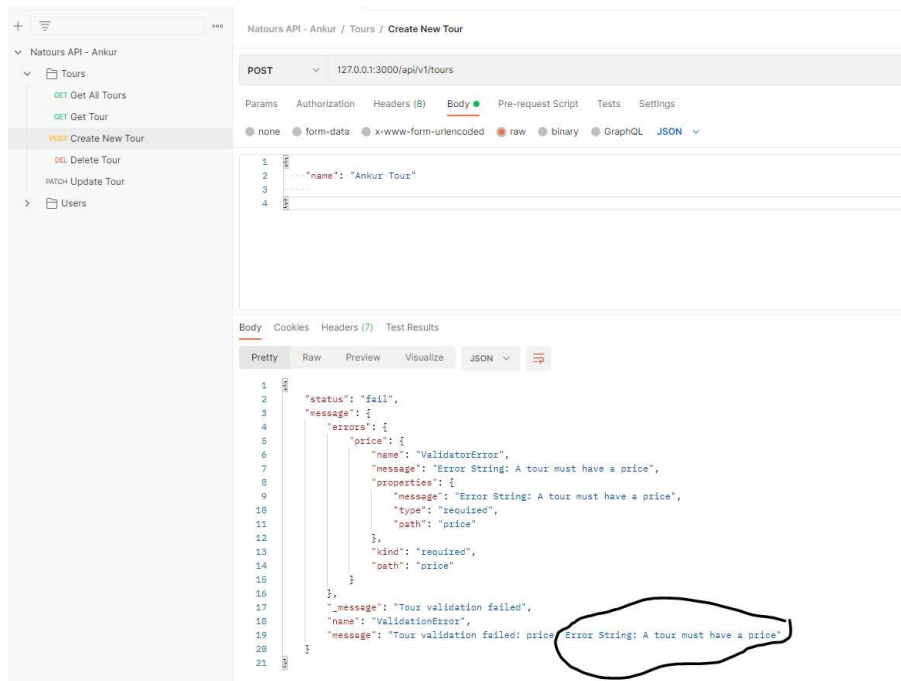 Natours API - Ankur / Tours / Create New Tour
Natours API - Ankur
Tours
GET Get All Tours
GET Get Tour
POST Create New Tour
DEL Delete Tour
PATCH Update Tour
Users
POST 127.0.0.1:3000/api/v1/tours
Params Authorization Headers (8) Body Pre-request Script Tests Settings
none form-data x-www-form-urlencoded raw binary GraphQL JSON
1 {
2 "name": "Ankur Tour"
3
4 }
Body Cookies Headers (7) Test Results
Pretty Raw Preview Visualize JSON
1 {
2 "status": "fail",
3 "message": {
4 "errors": {
5 "price": {
6 "name": "ValidatorError",
7 "message": "Error String: A tour must have a price",
8 "properties": {
9 "message": "Error String: A tour must have a price",
10 "type": "required",
11 "path": "price"
12 },
13 "kind": "required",
14 "path": "price"
15 }
16 },
17 "_message": "Tour validation failed",
18 "name": "ValidationError",
19 "message": "Tour validation failed: price: Error String: A tour must have a price"
20 }
21 }